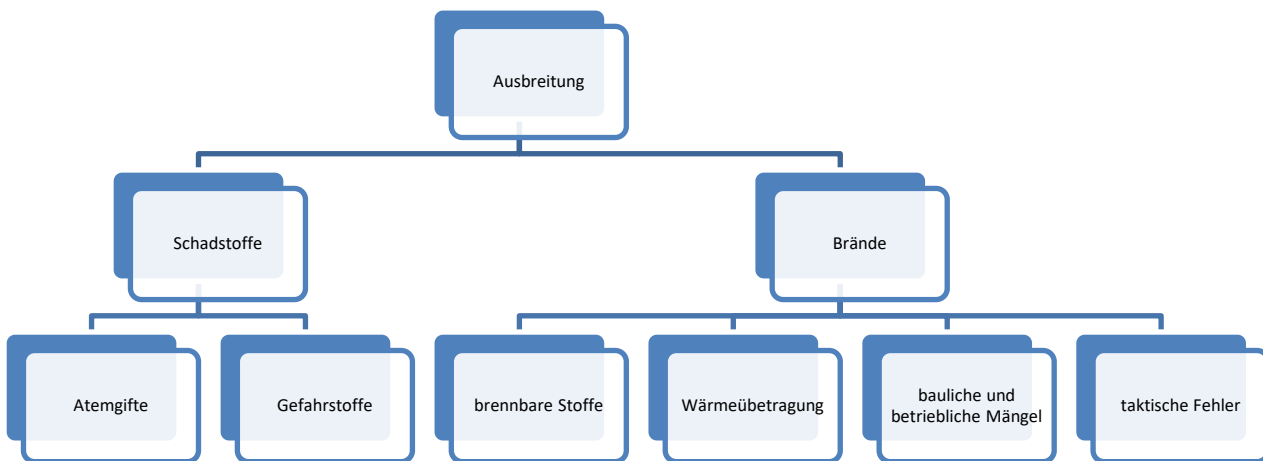 Ausbreitung
Schadstoffe
Brände
Atemgifte
Gefahrstoffe
brennbare Stoffe
Wärmeübetragung
bauliche und
betriebliche Mängel
taktische Fehler